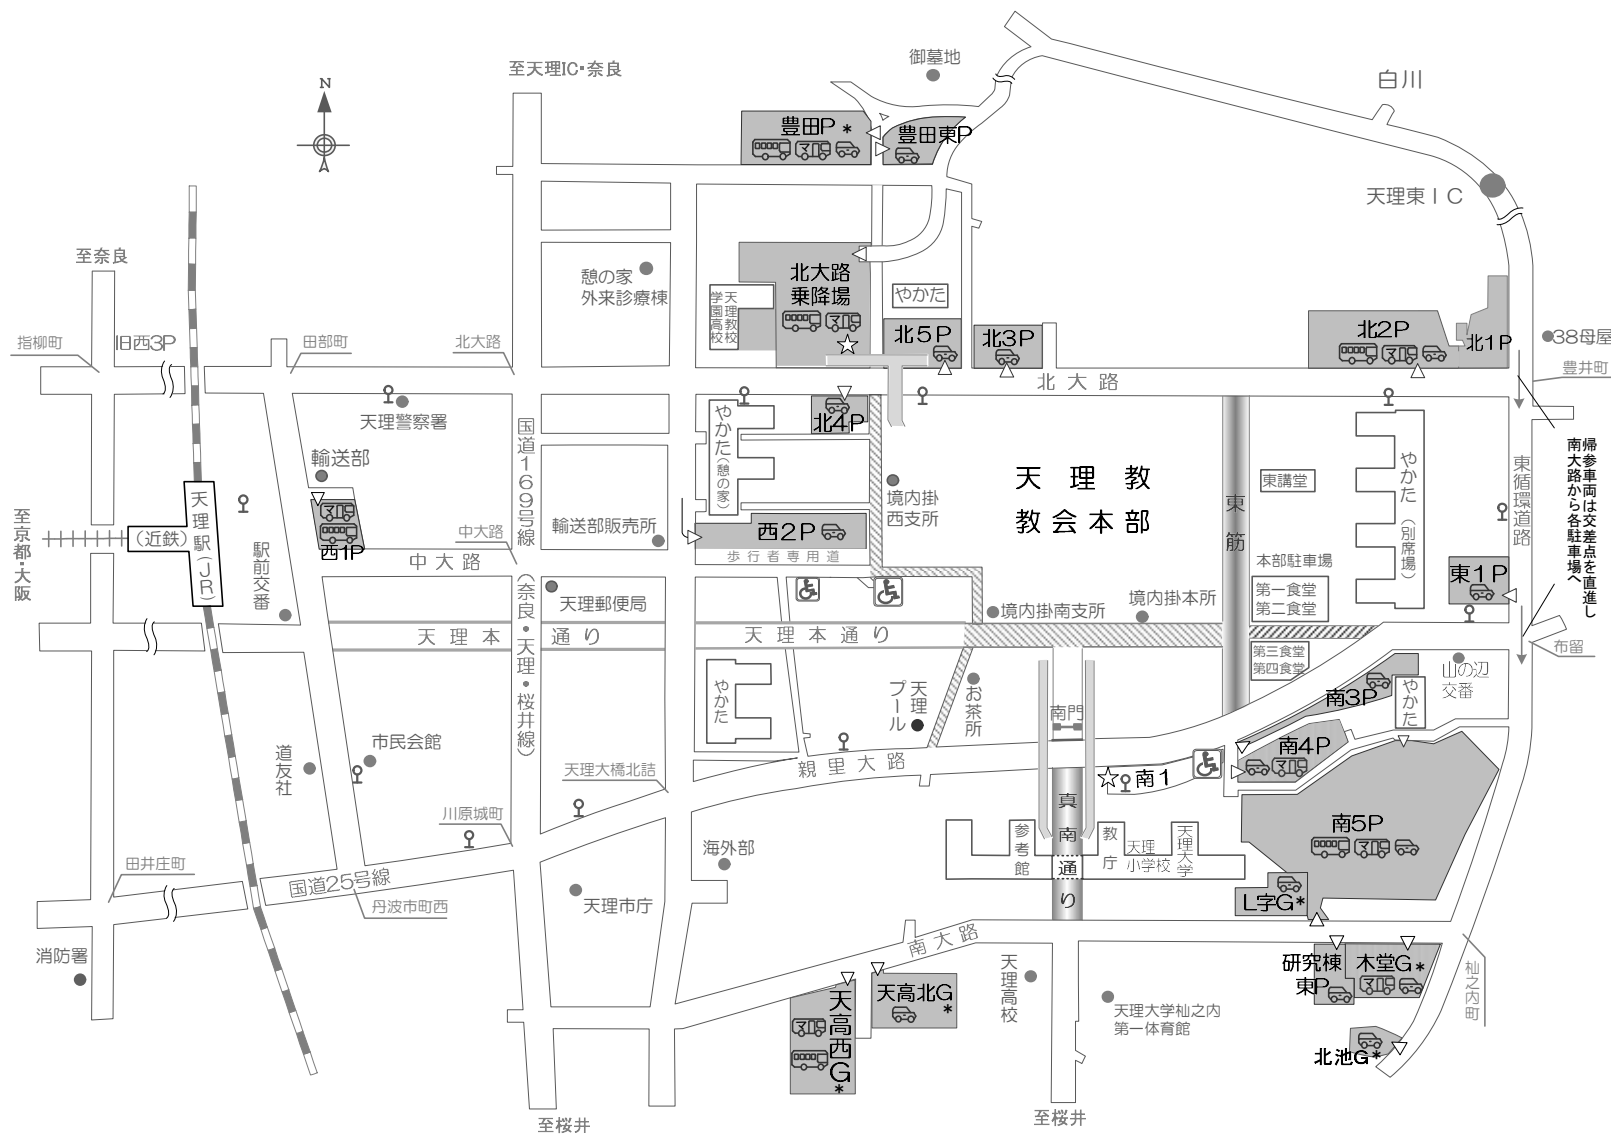 至天理IC・奈良
御墓地
白川
N
豊田P *
マ
豊田東P
天理東IC
至奈良
憩の家
外来診療棟
天理教校
学園高校
北大路
乗降場
マ
やかた
北5P
北3P
北2P
マ
北1P
38母屋
豊井町
指柳町
旧西3P
田部町
北大路
北大路
天理警察署
輸送部
国道169号線
(奈良・天理・桜井線)
やかた
(憩の家)
北4P
境内掛
西支所
天理教
教会本部
東筋
東講堂
やかた
(別席場)
東循環道路
帰参車両は交差点を直進し
南大路から各駐車場へ
天理駅(JR)
(近鉄)
至京都・大阪
駅前交番
マ
西1P
中大路
中大路
輸送部販売所
西2P
歩行者専用道
本部駐車場
第一食堂
第二食堂
東1P
天理郵便局
境内掛南支所
境内掛本所
天理本通り
天理本通り
第三食堂
第四食堂
布留
山の辺
交番
やかた
天理
プール
お茶所
南門
南3P
やかた
南4P
マ
道友社
市民会館
天理大橋北詰
親里大路
南1
真南通り
川原城町
海外部
参考館
教庁
天理
小学校
天理大学
南5P
マ
田井庄町
国道25号線
丹波市町西
天理市庁
L字G*
南大路
消防署
天高西G*
マ
天高北G
*
天理高校
天理大学杣之内
第一体育館
研究棟
東P
木堂G*
マ
杣之内町
北池G*
至桜井
至桜井